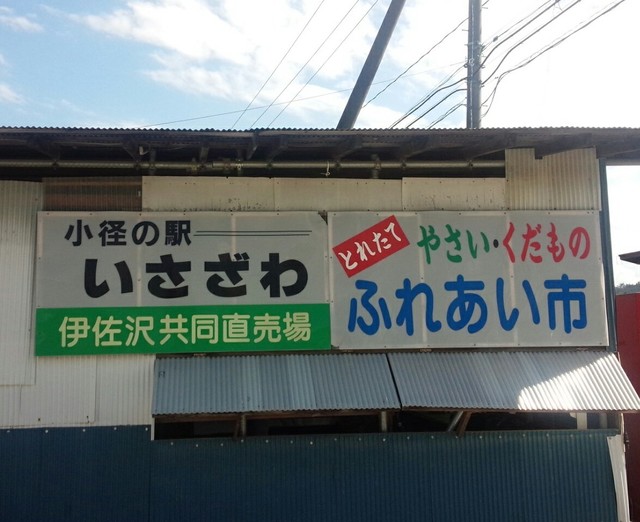 小径の駅
いさざわ
伊佐沢共同直売場
とれたて
やさい・くだもの
ふれあい市